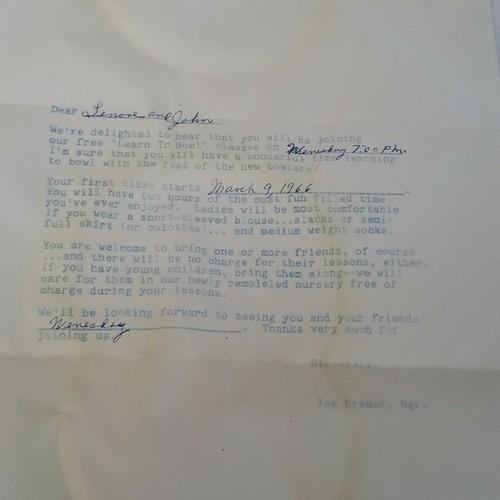 Dear Lenore and John
We're delighted to hear that you will be joining
our free "Learn To Bowl" classes on Wenesday 7:00 P.M.
I'm sure that you will have a wonderful time learning
to bowl with the rest of the new bowlers.
Your first class starts March 9, 1966.
You will have two hours of the most fun filled time
you've ever enjoyed. Ladies will be most comfortable
if you wear a short-sleeved blouse...slacks or semi-
full skirt (or culottes)... and medium weight socks.
You are welcome to bring one or more friends, of course
...and there will be no charge for their lessons, either.
If you have young children, bring them along--we will
care for them in our newly remoleled nursery free of
charge during your lessons.
We'll be looking forward to seeing you and your friends
Wenesday. Thanks very much for
joining us.
Sincerely,
Joe Kramer, Mgr.